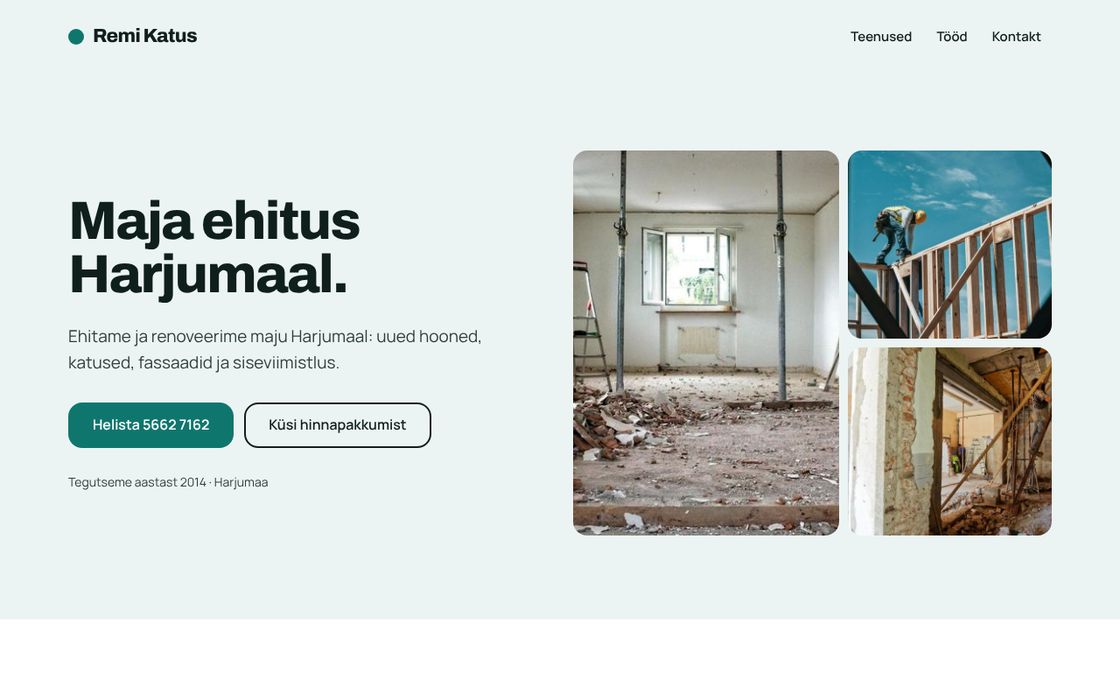 Remi Katus
Teenused
Tööd
Kontakt
Maja ehitus
Harjumaal.
Ehitame ja renoveerime maju Harjumaal: uued hooned,
katused, fassaadid ja siseviimistlus.
Helista 5662 7162
Küsi hinnapakkumist
Tegutseme aastast 2014 · Harjumaa